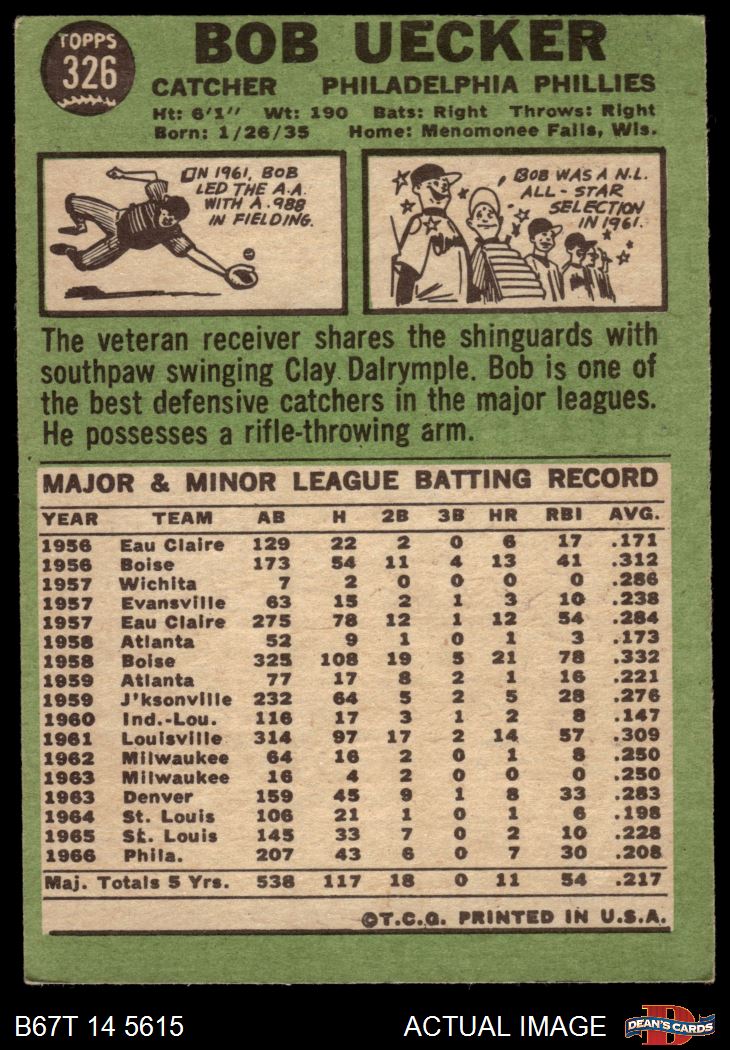 TOPPS
326
BOB UECKER
CATCHER PHILADELPHIA PHILLIES
Ht: 6'1" Wt: 190 Bats: Right Throws: Right
Born: 1/26/35 Home: Menomonee Falls, Wis.
IN 1961, BOB
LED THE A.A.
WITH A .988
IN FIELDING.
BOB WAS A N.L.
ALL-STAR
SELECTION
IN 1961.
The veteran receiver shares the shinguards with
southpaw swinging Clay Dalrymple. Bob is one of
the best defensive catchers in the major leagues.
He possesses a rifle-throwing arm.
MAJOR & MINOR LEAGUE BATTING RECORD
YEAR TEAM AB H 2B 3B HR RBI AVG.
1956 Eau Claire 129 22 2 0 6 17 .171
1956 Boise 173 54 11 4 13 41 .312
1957 Wichita 7 2 0 0 0 0 .286
1957 Evansville 63 15 2 1 3 10 .238
1957 Eau Claire 275 78 12 1 12 54 .284
1958 Atlanta 52 9 1 0 1 3 .173
1958 Boise 325 108 19 5 21 78 .332
1959 Atlanta 77 17 8 2 1 16 .221
1959 J'ksonville 232 64 5 2 5 28 .276
1960 Ind.-Lou. 116 17 3 1 2 8 .147
1961 Louisville 314 97 17 2 14 57 .309
1962 Milwaukee 64 16 2 0 1 8 .250
1963 Milwaukee 16 4 2 0 0 0 .250
1963 Denver 159 45 9 1 8 33 .283
1964 St. Louis 106 21 1 0 1 6 .198
1965 St. Louis 145 33 7 0 2 10 .228
1966 Phila. 207 43 6 0 7 30 .208
Maj. Totals 5 Yrs. 538 117 18 0 11 54 .217
©T.C.G. PRINTED IN U.S.A.
B67T 14 5615 ACTUAL IMAGE
D
DEAN'S CARDS